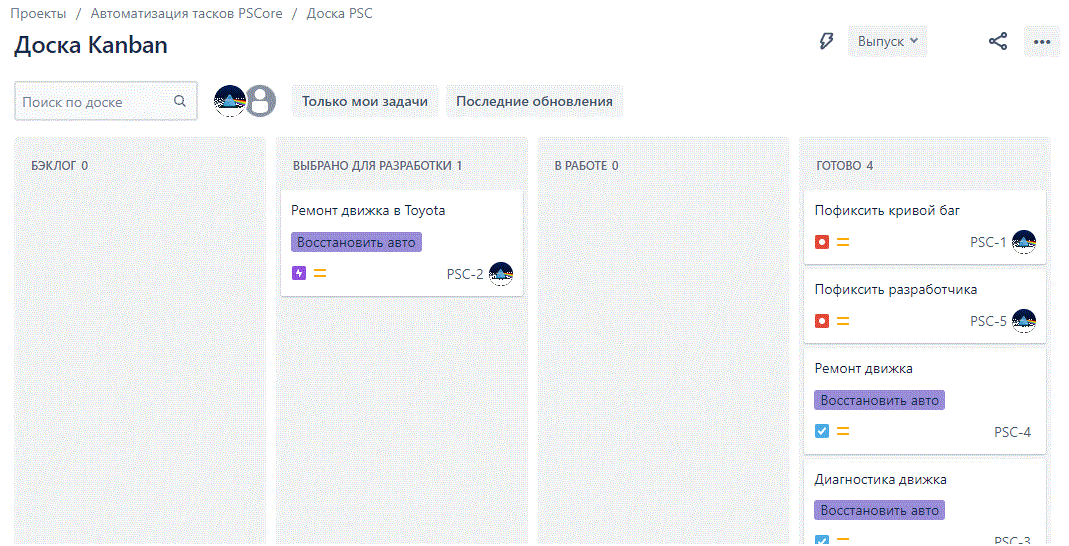 Проекты / Автоматизация тасков PSCore / Доска PSC
Доска Kanban
Выпуск
Поиск по доске
Только мои задачи
Последние обновления
БЭКЛОГ 0
ВЫБРАНО ДЛЯ РАЗРАБОТКИ 1
Ремонт движка в Toyota
Восстановить авто
PSC-2
В РАБОТЕ 0
ГОТОВО 4
Пофиксить кривой баг
PSC-1
Пофиксить разработчика
PSC-5
Ремонт движка
Восстановить авто
PSC-4
Диагностика движка
Восстановить авто
PSC-3